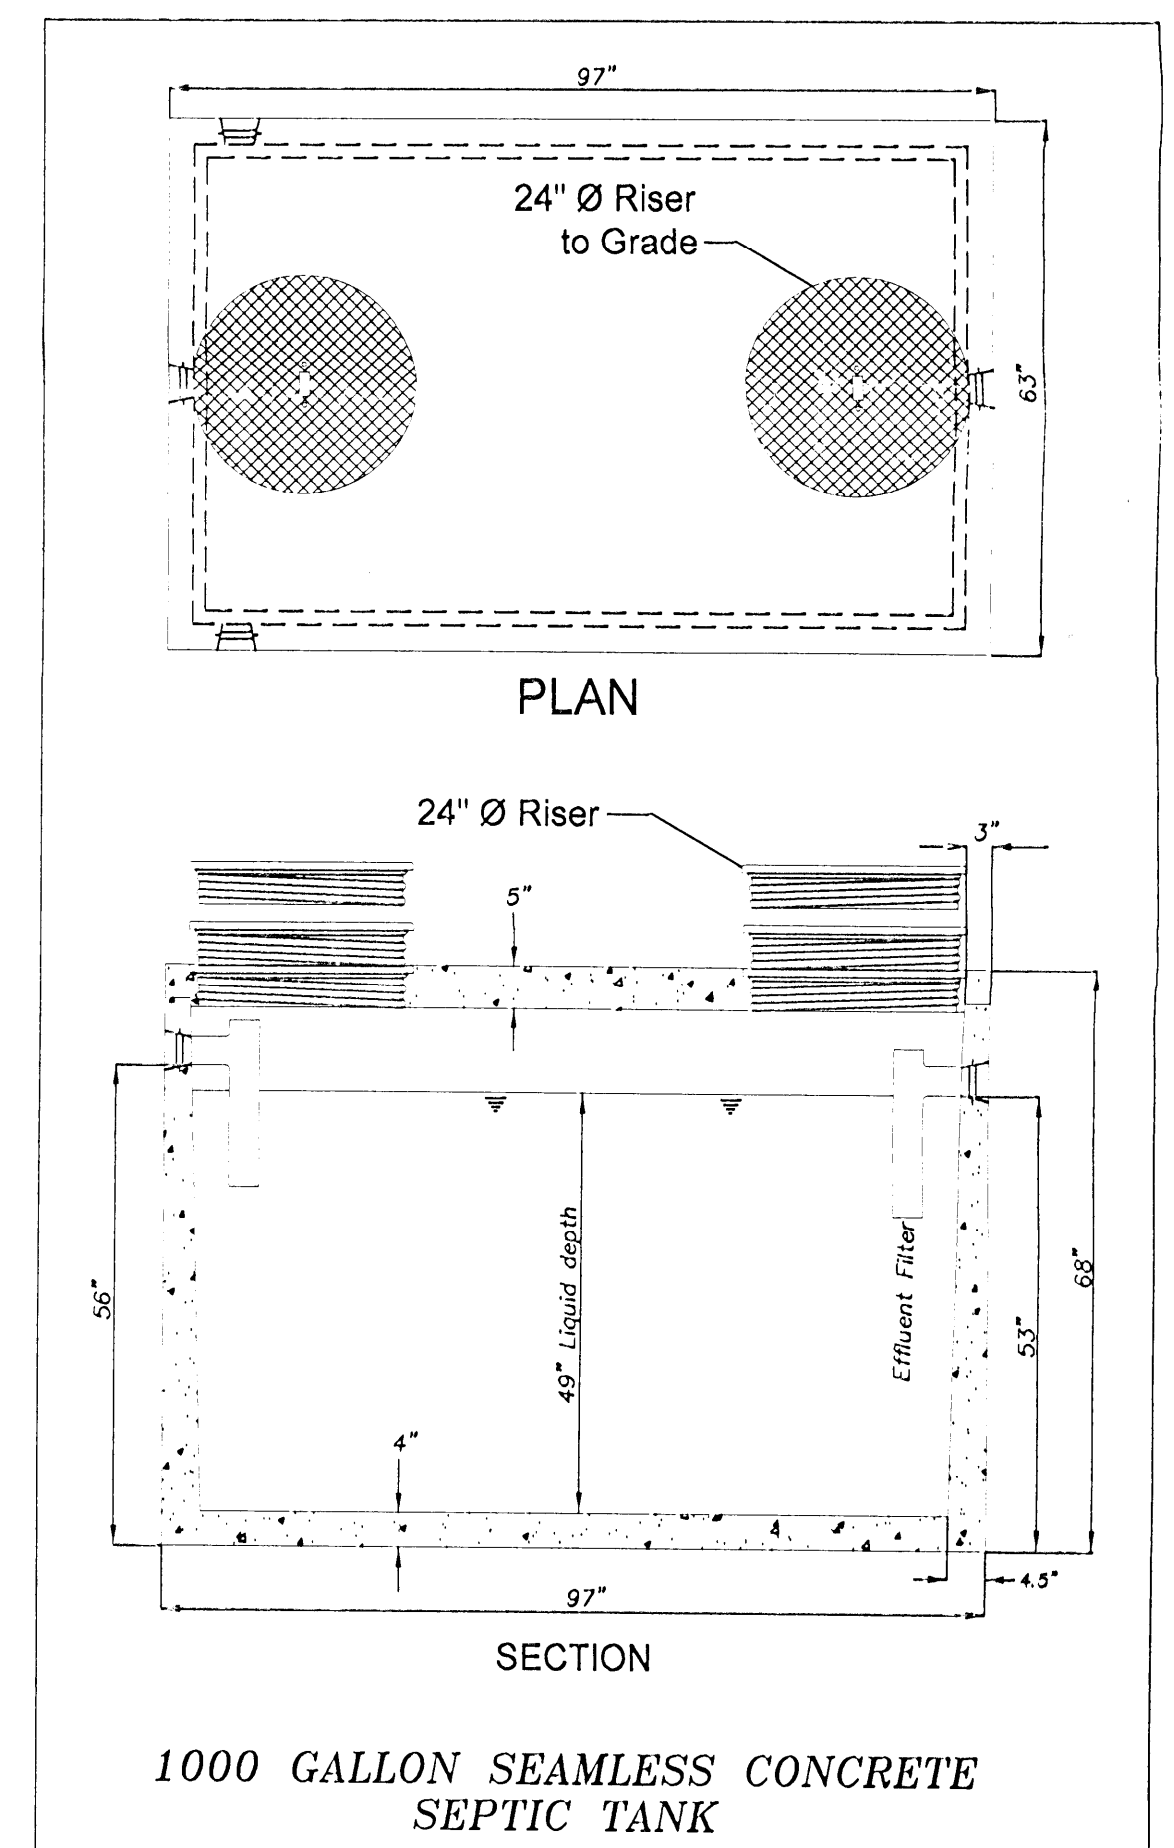 97"
24" Ø Riser
to Grade
63"
PLAN
24" Ø Riser
3"
5"
56"
49" Liquid depth
Effluent Filter
53"
68"
4"
4.5"
97"
SECTION
1000 GALLON SEAMLESS CONCRETE
SEPTIC TANK